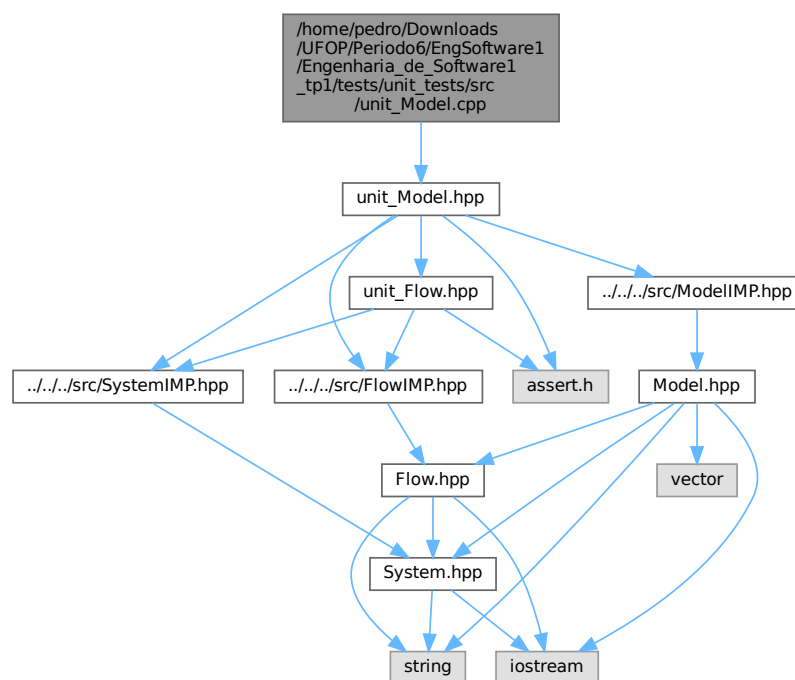 /home/pedro/Downloads
/UFOP/Periodo6/EngSoftware1
/Engenharia_de_Software1
_tp1/tests/unit_tests/src
/unit_Model.cpp
unit_Model.hpp
unit_Flow.hpp
../../../src/ModelIMP.hpp
../../../src/SystemIMP.hpp
../../../src/FlowIMP.hpp
assert.h
Model.hpp
Flow.hpp
vector
System.hpp
string
iostream